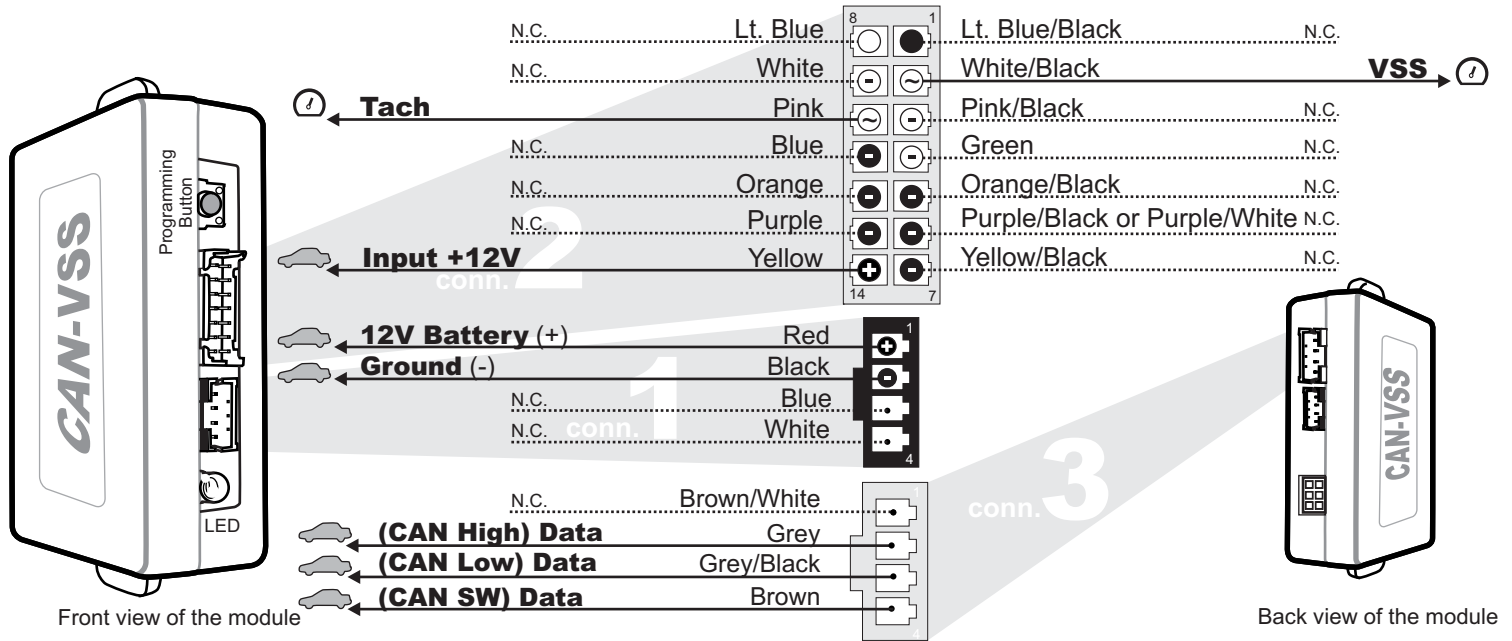 8 1
N.C. Lt. Blue Lt. Blue/Black N.C.
N.C. White White/Black VSS
Tach Pink Pink/Black N.C.
N.C. Blue Green N.C.
N.C. Orange Orange/Black N.C.
N.C. Purple Purple/Black or Purple/White N.C.
Input +12V Yellow Yellow/Black N.C.
conn. 2
14 7
12V Battery (+) Red 1
Ground (-) Black
N.C. Blue
N.C. White
conn. 1
4
N.C. Brown/White 1
(CAN High) Data Grey
(CAN Low) Data Grey/Black
(CAN SW) Data Brown
4
conn. 3
CAN-VSS
Programming
Button
LED
Front view of the module
CAN-VSS
Back view of the module